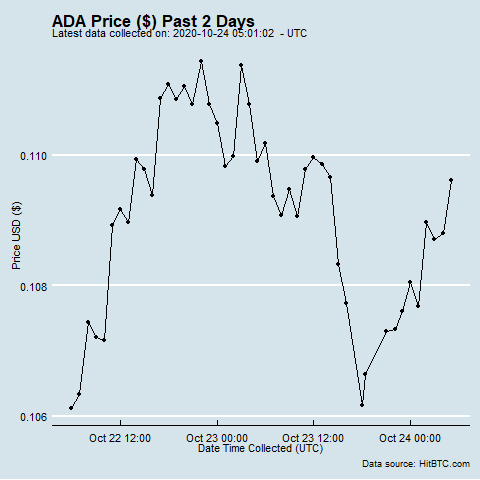 ADA Price ($) Past 2 Days
Latest data collected on: 2020-10-24 05:01:02 - UTC
Price USD ($)
0.110
0.108
0.106
Oct 22 12:00
Oct 23 00:00
Oct 23 12:00
Oct 24 00:00
Date Time Collected (UTC)
Data source: HitBTC.com